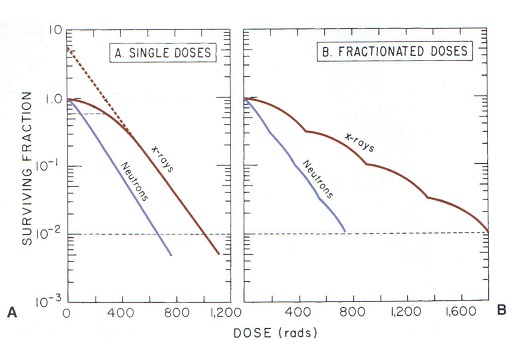 A. SINGLE DOSES
B. FRACTIONATED DOSES
SURVIVING FRACTION
10
1.0
10⁻¹
10⁻²
10⁻³
x-rays
Neutrons
x-rays
Neutrons
0 400 800 1,200
400 800 1,200 1,600
A
B
DOSE (rads)